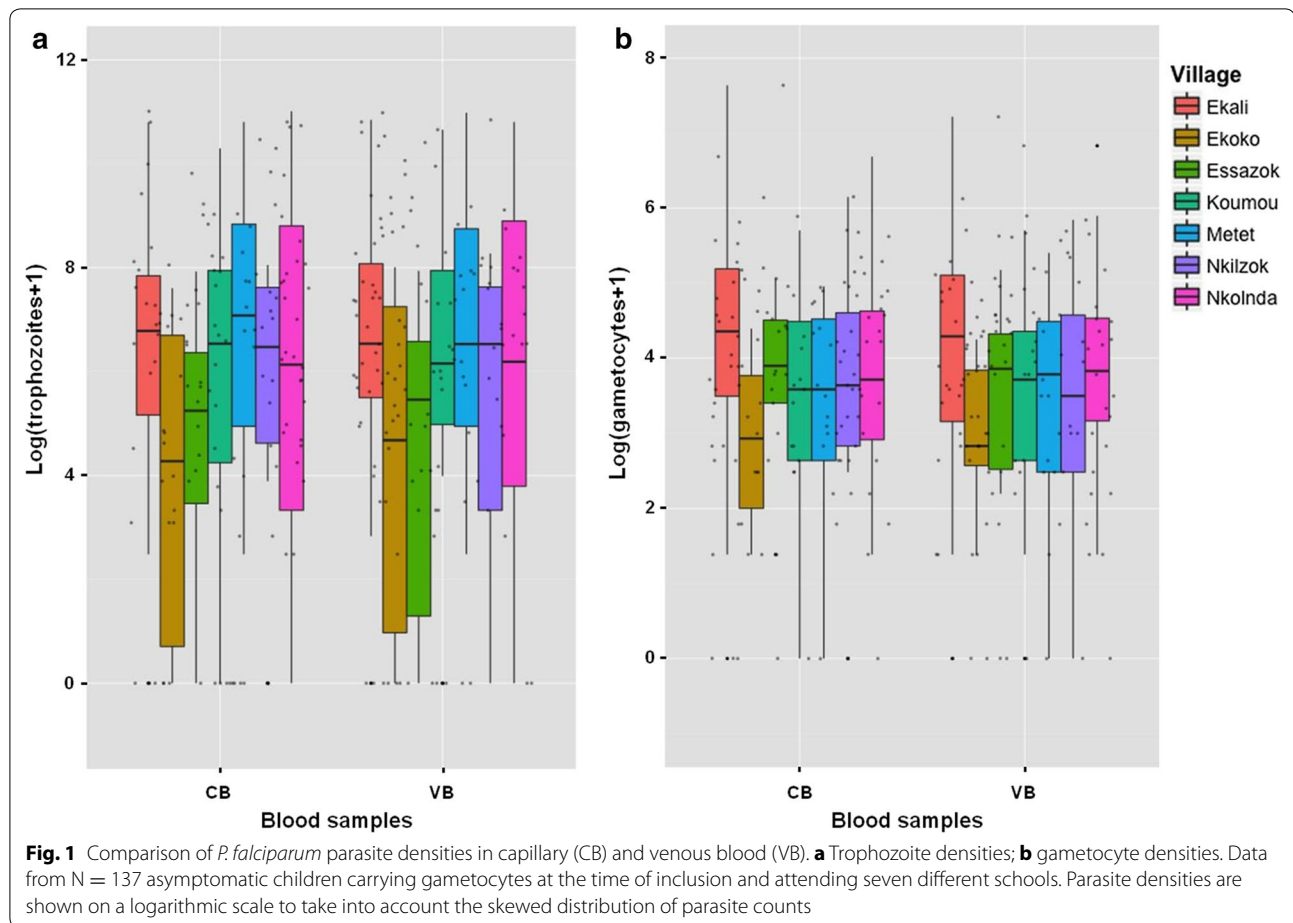 a
12
8
4
0
Log(trophozoites+1)
CB
VB
Blood samples
b
8
6
4
2
0
Log(gametocytes+1)
CB
VB
Blood samples
Village
Ekali
Ekoko
Essazok
Koumou
Metet
Nkilzok
Nkolnda
Fig. 1 Comparison of P. falciparum parasite densities in capillary (CB) and venous blood (VB). a Trophozoite densities; b gametocyte densities. Data
from N = 137 asymptomatic children carrying gametocytes at the time of inclusion and attending seven different schools. Parasite densities are
shown on a logarithmic scale to take into account the skewed distribution of parasite counts